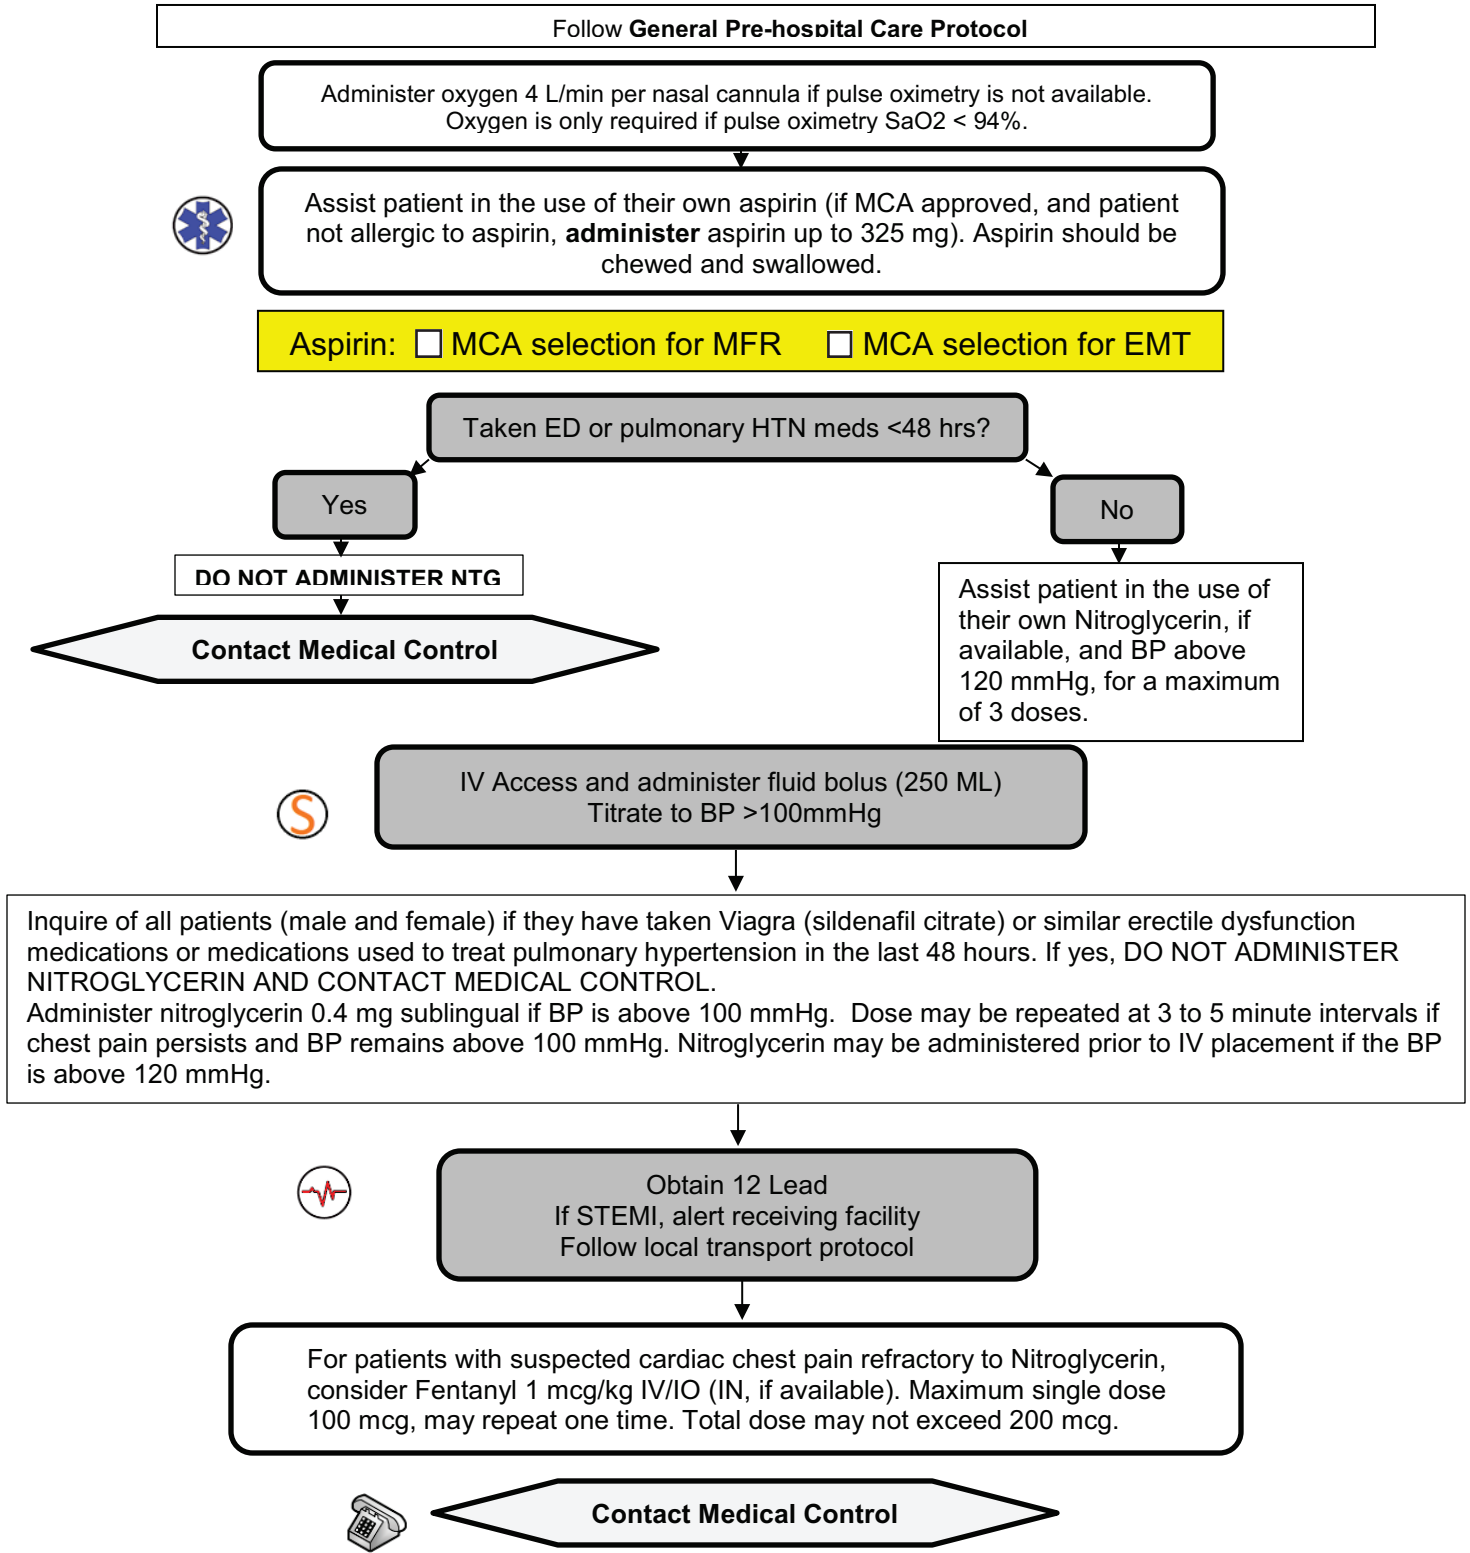 Follow General Pre-hospital Care Protocol
Administer oxygen 4 L/min per nasal cannula if pulse oximetry is not available.
Oxygen is only required if pulse oximetry SaO2 < 94%.
Assist patient in the use of their own aspirin (if MCA approved, and patient
not allergic to aspirin, administer aspirin up to 325 mg). Aspirin should be
chewed and swallowed.
Aspirin: ☐ MCA selection for MFR ☐ MCA selection for EMT
Taken ED or pulmonary HTN meds <48 hrs?
Yes
No
DO NOT ADMINISTER NTG
Contact Medical Control
Assist patient in the use of
their own Nitroglycerin, if
available, and BP above
120 mmHg, for a maximum
of 3 doses.
S
IV Access and administer fluid bolus (250 ML)
Titrate to BP >100mmHg
Inquire of all patients (male and female) if they have taken Viagra (sildenafil citrate) or similar erectile dysfunction
medications or medications used to treat pulmonary hypertension in the last 48 hours. If yes, DO NOT ADMINISTER
NITROGLYCERIN AND CONTACT MEDICAL CONTROL.
Administer nitroglycerin 0.4 mg sublingual if BP is above 100 mmHg.  Dose may be repeated at 3 to 5 minute intervals if
chest pain persists and BP remains above 100 mmHg. Nitroglycerin may be administered prior to IV placement if the BP
is above 120 mmHg.
Obtain 12 Lead
If STEMI, alert receiving facility
Follow local transport protocol
For patients with suspected cardiac chest pain refractory to Nitroglycerin,
consider Fentanyl 1 mcg/kg IV/IO (IN, if available). Maximum single dose
100 mcg, may repeat one time. Total dose may not exceed 200 mcg.
Contact Medical Control